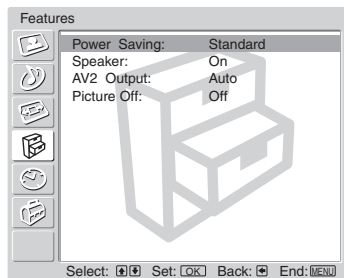 Features
Power Saving: Standard
Speaker: On
AV2 Output: Auto
Picture Off: Off
Select: Set: OK Back: End: MENU